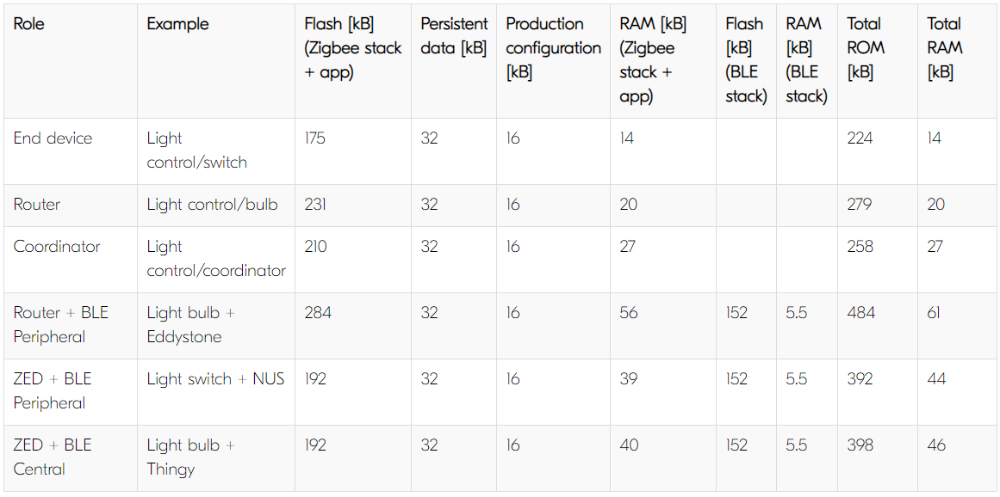 Role Example Flash [kB] (Zigbee stack + app) Persistent data [kB] Production configuration [kB] RAM [kB] (Zigbee stack + app) Flash [kB] (BLE stack) RAM [kB] (BLE stack) Total ROM [kB] Total RAM [kB]
End device Light control/switch 175 32 16 14 224 14
Router Light control/bulb 231 32 16 20 279 20
Coordinator Light control/coordinator 210 32 16 27 258 27
Router + BLE Peripheral Light bulb + Eddystone 284 32 16 56 152 5.5 484 61
ZED + BLE Peripheral Light switch + NUS 192 32 16 39 152 5.5 392 44
ZED + BLE Central Light bulb + Thingy 192 32 16 40 152 5.5 398 46